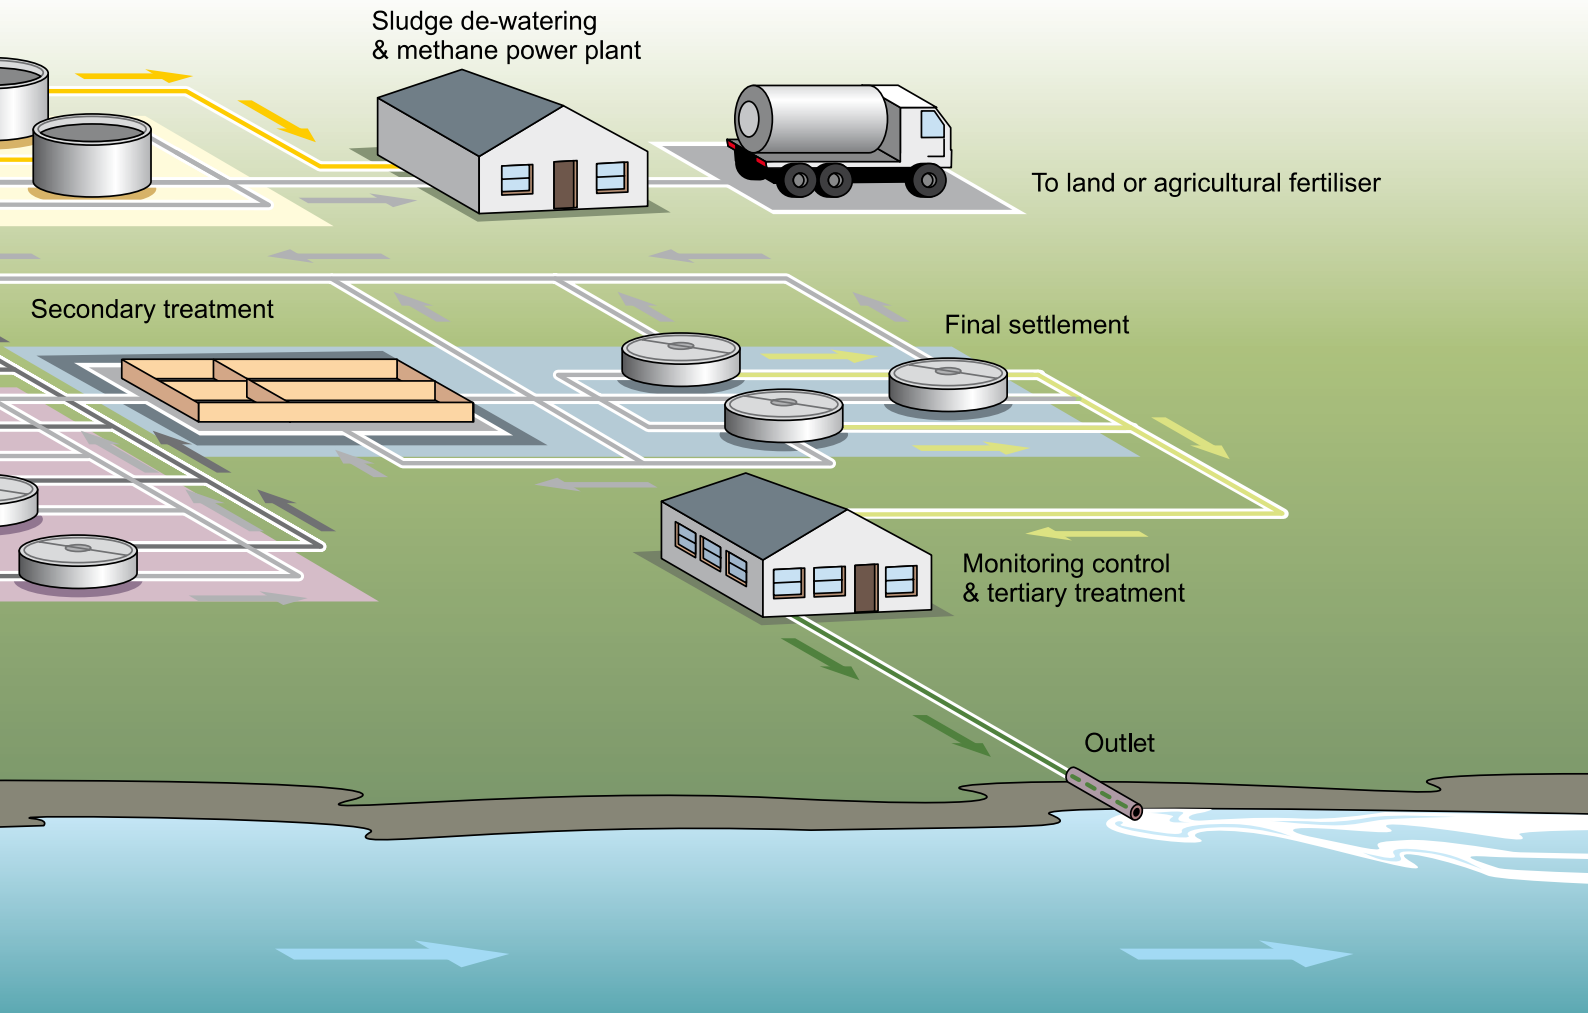 Sludge de-watering
& methane power plant
To land or agricultural fertiliser
Secondary treatment
Final settlement
Monitoring control
& tertiary treatment
Outlet